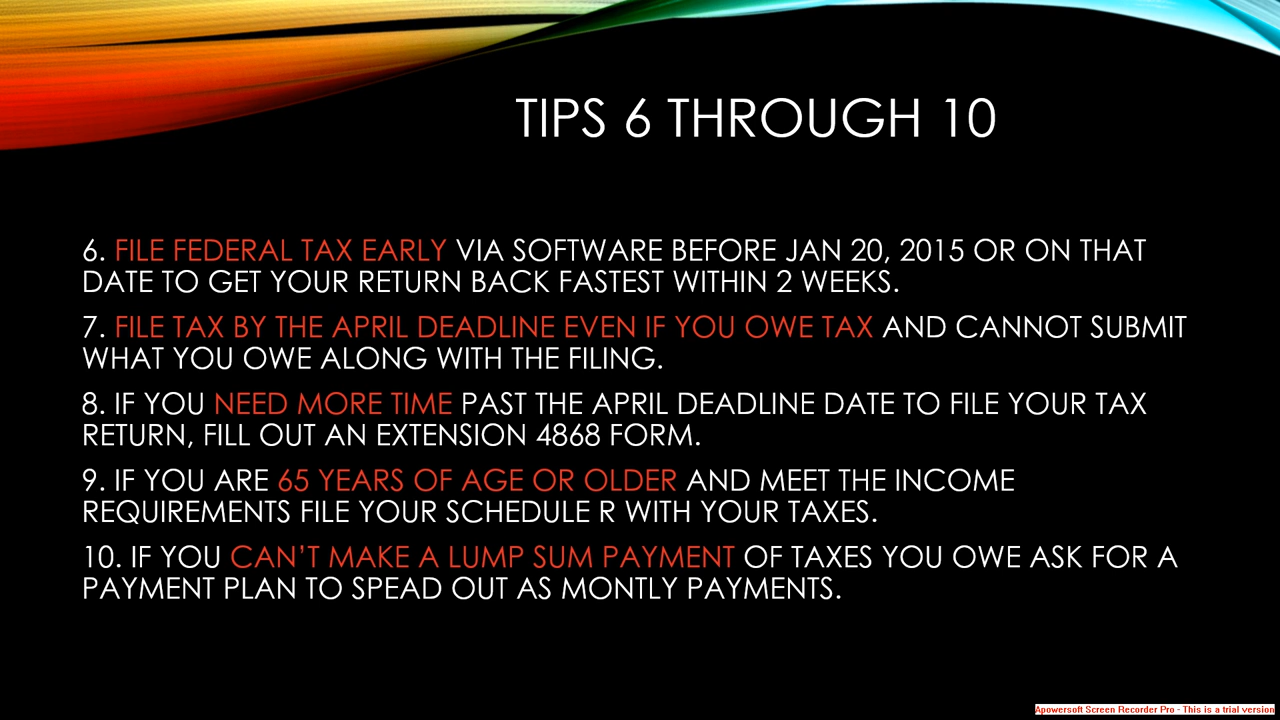 TIPS 6 THROUGH 10
6. FILE FEDERAL TAX EARLY VIA SOFTWARE BEFORE JAN 20, 2015 OR ON THAT
DATE TO GET YOUR RETURN BACK FASTEST WITHIN 2 WEEKS.
7. FILE TAX BY THE APRIL DEADLINE EVEN IF YOU OWE TAX AND CANNOT SUBMIT
WHAT YOU OWE ALONG WITH THE FILING.
8. IF YOU NEED MORE TIME PAST THE APRIL DEADLINE DATE TO FILE YOUR TAX
RETURN, FILL OUT AN EXTENSION 4868 FORM.
9. IF YOU ARE 65 YEARS OF AGE OR OLDER AND MEET THE INCOME
REQUIREMENTS FILE YOUR SCHEDULE R WITH YOUR TAXES.
10. IF YOU CAN'T MAKE A LUMP SUM PAYMENT OF TAXES YOU OWE ASK FOR A
PAYMENT PLAN TO SPEAD OUT AS MONTLY PAYMENTS.
Apowersoft Screen Recorder Pro - This is a trial version